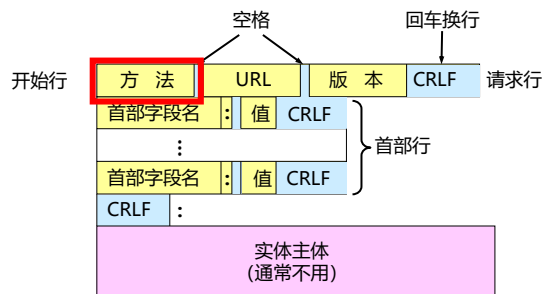 空格 回车换行
开始行 方 法 URL 版 本 CRLF 请求行
首部字段名 : 值 CRLF
⋮ 首部行
首部字段名 : 值 CRLF
CRLF :
实体主体
(通常不用)